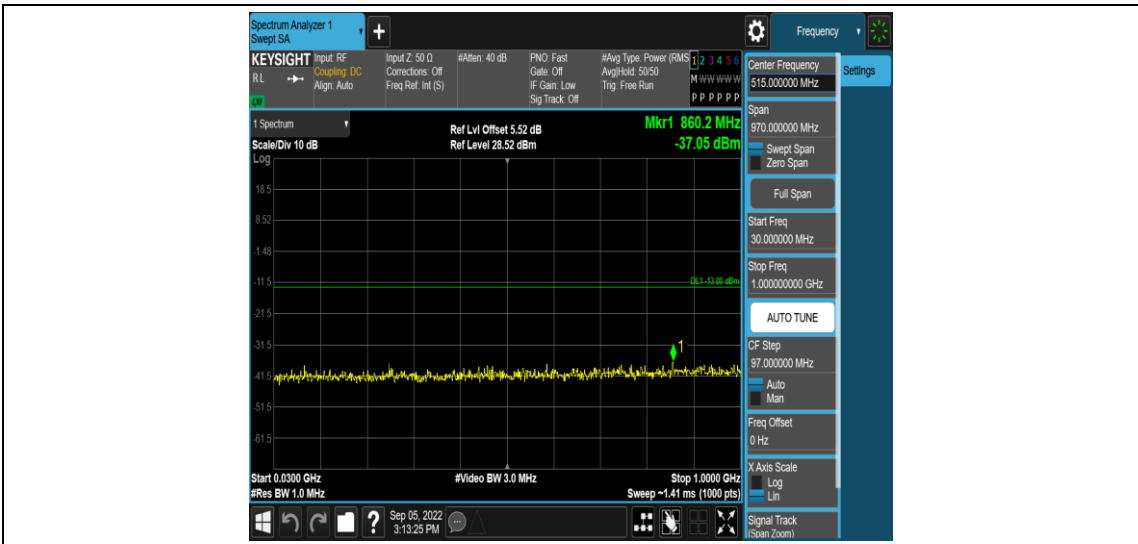 Spectrum Analyzer 1
Swept SA
+
Frequency
KEYSIGHT
RL
LXI
Input: RF
Coupling: DC
Align: Auto
Input Z: 50 Ω
Corrections: Off
Freq Ref: Int (S)
#Atten: 40 dB
PNO: Fast
Gate: Off
IF Gain: Low
Sig Track: Off
#Avg Type: Power (RMS
Avg|Hold: 50/50
Trig: Free Run
1 2 3 4 5 6
M W W W W W
P P P P P P
1 Spectrum
Scale/Div 10 dB
Log
Ref Lvl Offset 5.52 dB
Ref Level 28.52 dBm
Mkr1 860.2 MHz
-37.05 dBm
18.5
8.52
-1.48
-11.5
DL1 -13.00 dBm
-21.5
-31.5
1
-41.5
-51.5
-61.5
Start 0.0300 GHz
#Res BW 1.0 MHz
#Video BW 3.0 MHz
Stop 1.0000 GHz
Sweep ~1.41 ms (1000 pts)
?
Sep 05, 2022
3:13:25 PM
Center Frequency
515.000000 MHz
Settings
Span
970.000000 MHz
Swept Span
Zero Span
Full Span
Start Freq
30.000000 MHz
Stop Freq
1.000000000 GHz
AUTO TUNE
CF Step
97.000000 MHz
Auto
Man
Freq Offset
0 Hz
X Axis Scale
Log
Lin
Signal Track
(Span Zoom)